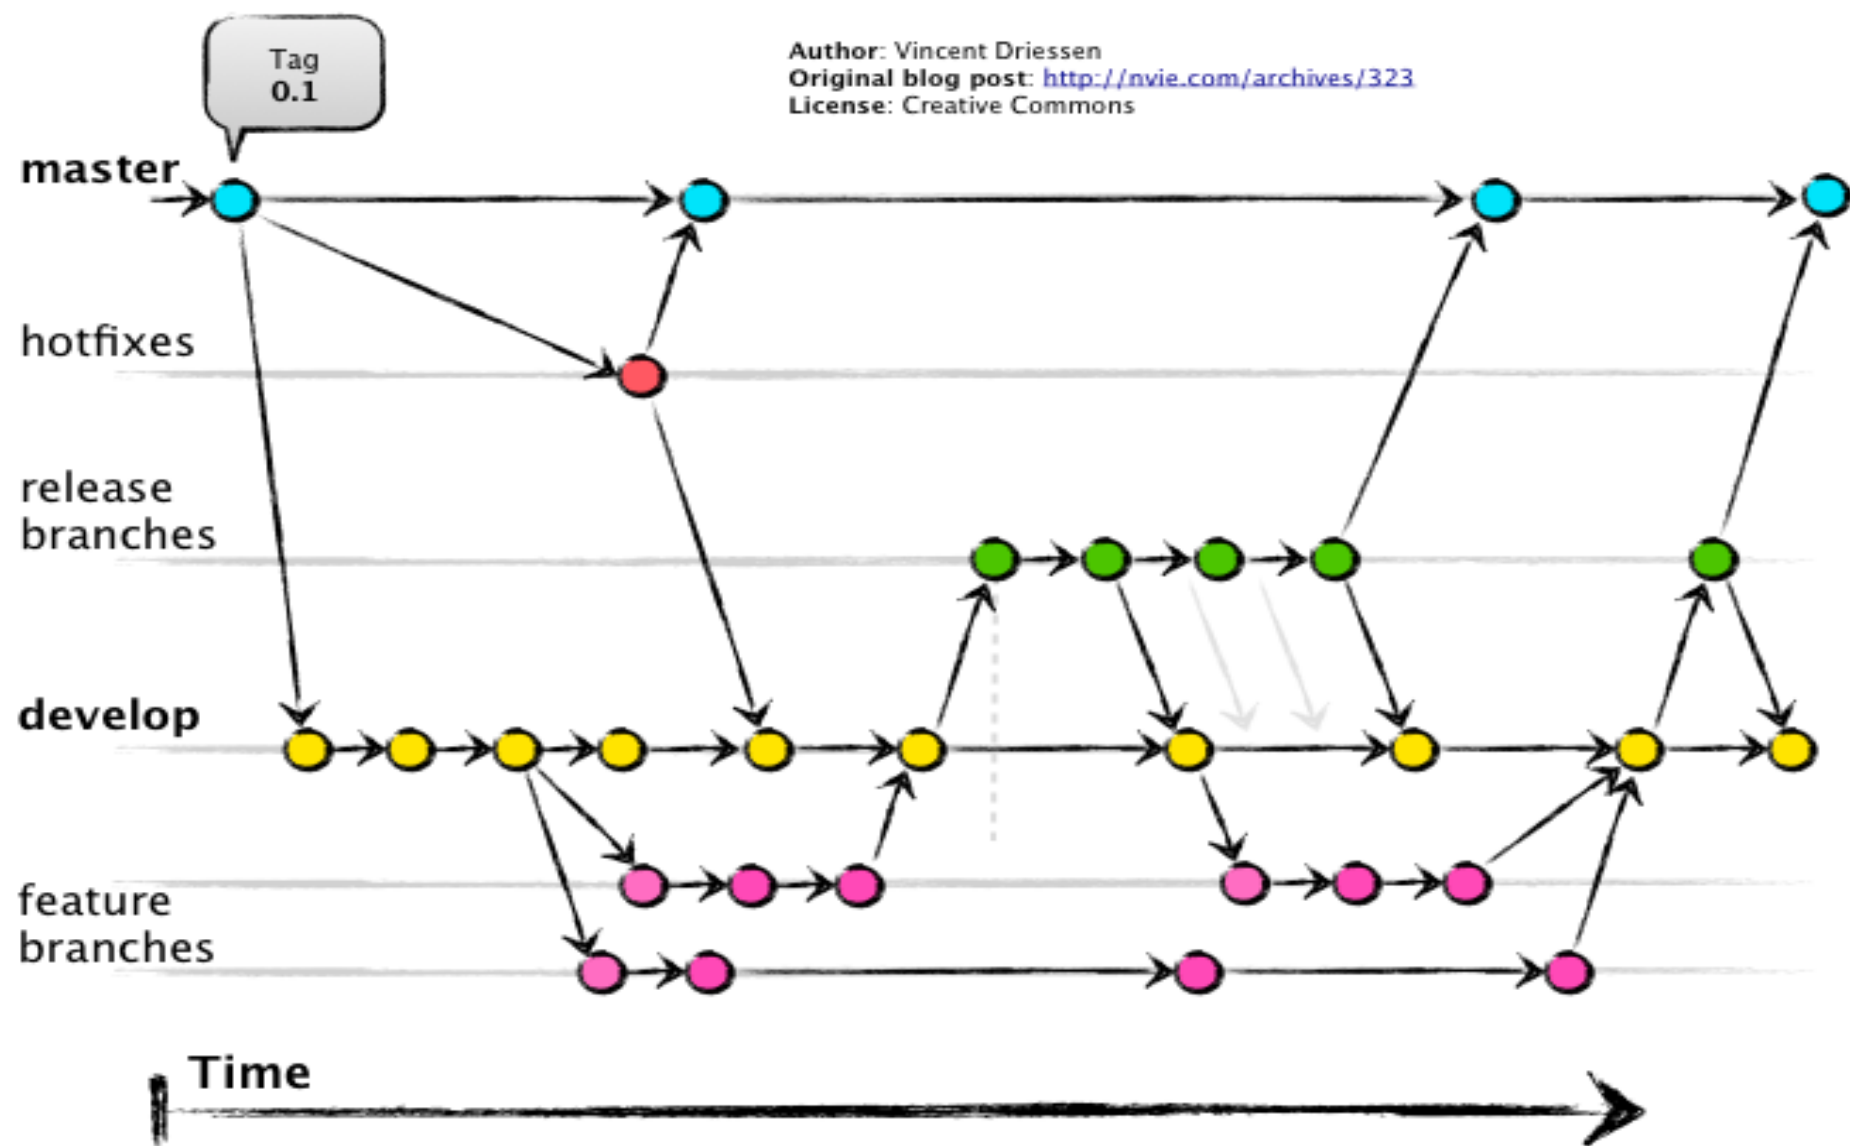 Tag
0.1
Author: Vincent Driessen
Original blog post: http://nvie.com/archives/323
License: Creative Commons
master
hotfixes
release
branches
develop
feature
branches
Time